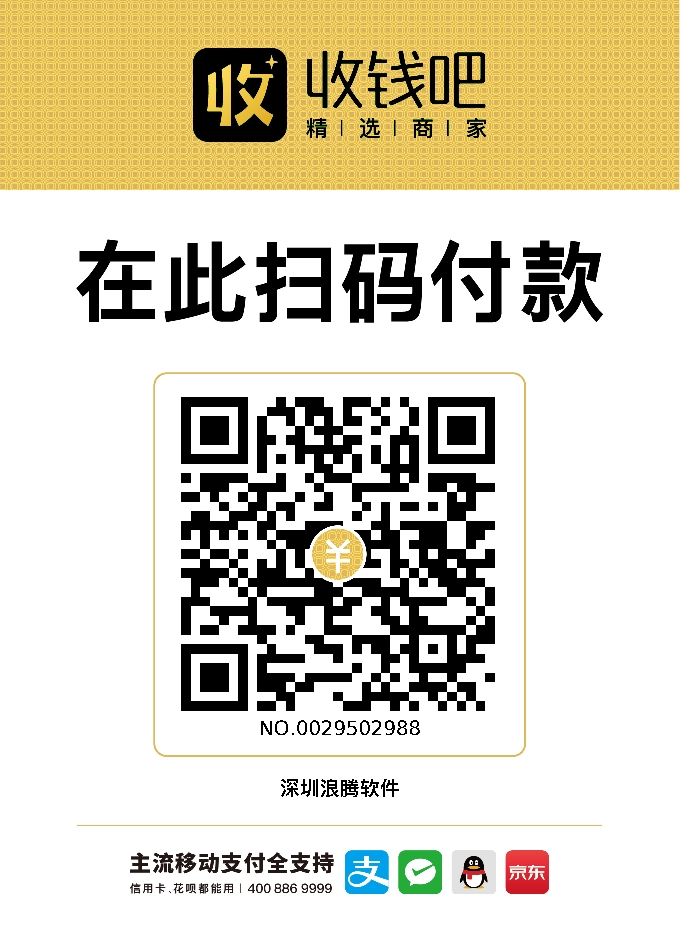 收
收钱吧
精 | 选 | 商 | 家
在此扫码付款
¥
NO.0029502988
深圳浪腾软件
主流移动支付全支持
信用卡、花呗都能用 | 400 886 9999
支
京东